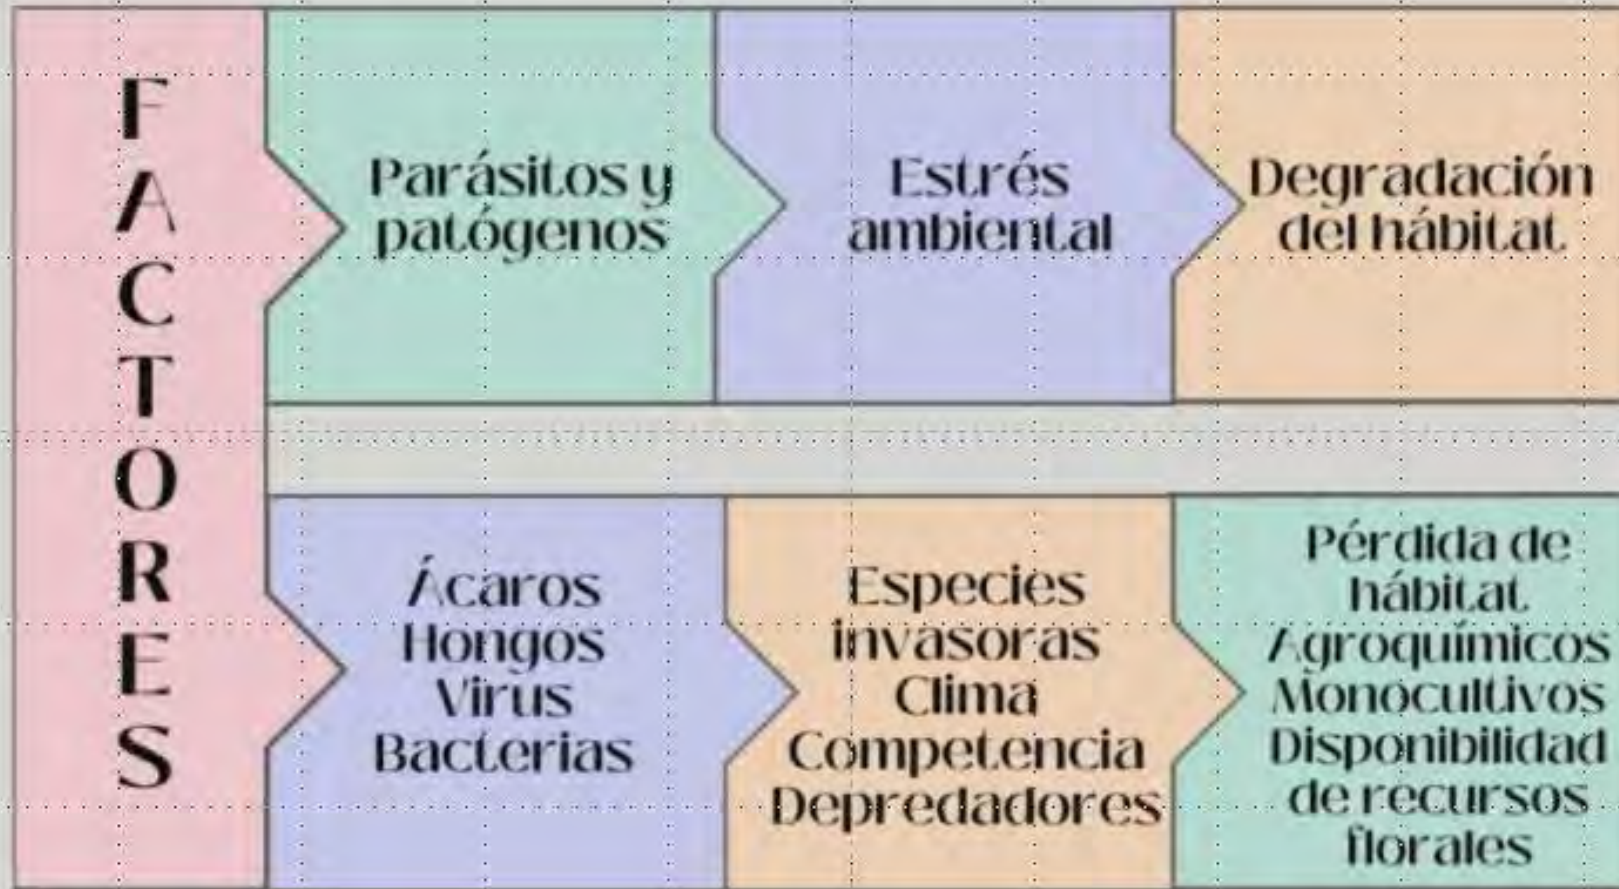 FACTORES
Parásitos y
patógenos
Estrés
ambiental
Degradación
del hábitat
Ácaros
Hongos
Virus
Bacterias
Especies
invasoras
Clima
Competencia
Depredadores
Pérdida de
hábitat
Agroquímicos
Monocultivos
Disponibilidad
de recursos
florales